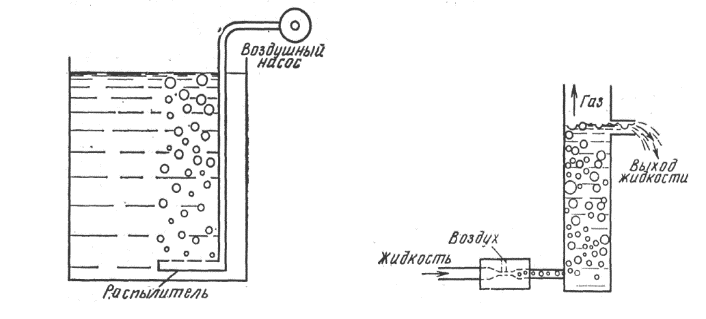 Воздушный
насос
Распылитель
Газ
Выход
жидкости
Воздух
Жидкость